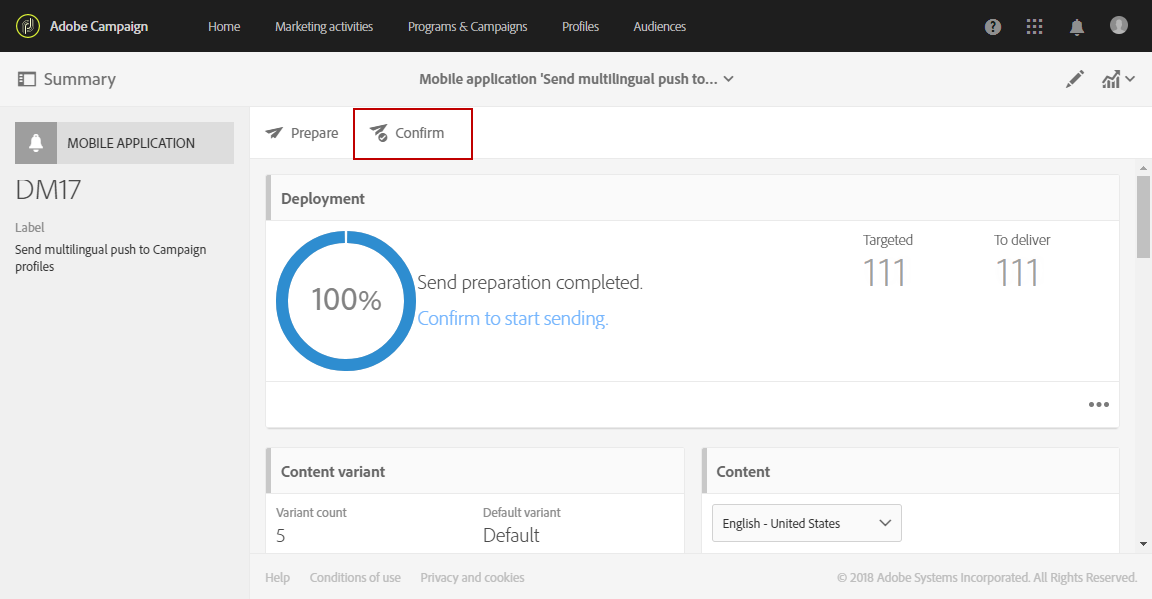 Adobe Campaign
Home
Marketing activities
Programs & Campaigns
Profiles
Audiences
Summary
Mobile application 'Send multilingual push to...
Prepare
Confirm
MOBILE APPLICATION
DM17
Label
Send multilingual push to Campaign
profiles
Deployment
100%
Send preparation completed.
Confirm to start sending.
Targeted
111
To deliver
111
Content variant
Variant count
5
Default variant
Default
Content
English - United States
Help
Conditions of use
Privacy and cookies
© 2018 Adobe Systems Incorporated. All Rights Reserved.